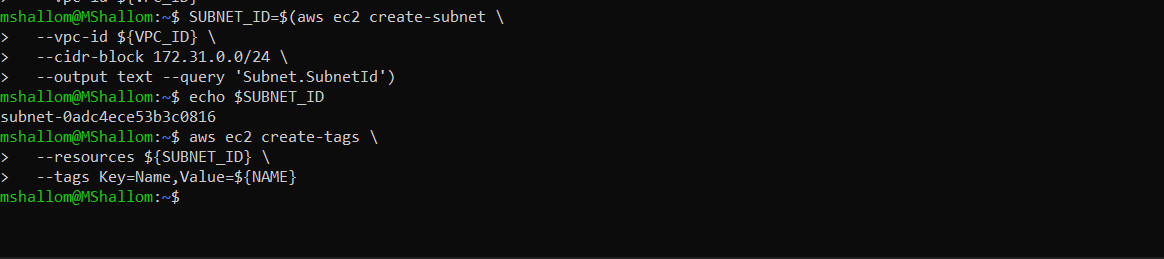 mshallom@MShallom:~$ SUBNET_ID=$(aws ec2 create-subnet \
>   --vpc-id ${VPC_ID} \
>   --cidr-block 172.31.0.0/24 \
>   --output text --query 'Subnet.SubnetId')
mshallom@MShallom:~$ echo $SUBNET_ID
subnet-0adc4ece53b3c0816
mshallom@MShallom:~$ aws ec2 create-tags \
>   --resources ${SUBNET_ID} \
>   --tags Key=Name,Value=${NAME}
mshallom@MShallom:~$